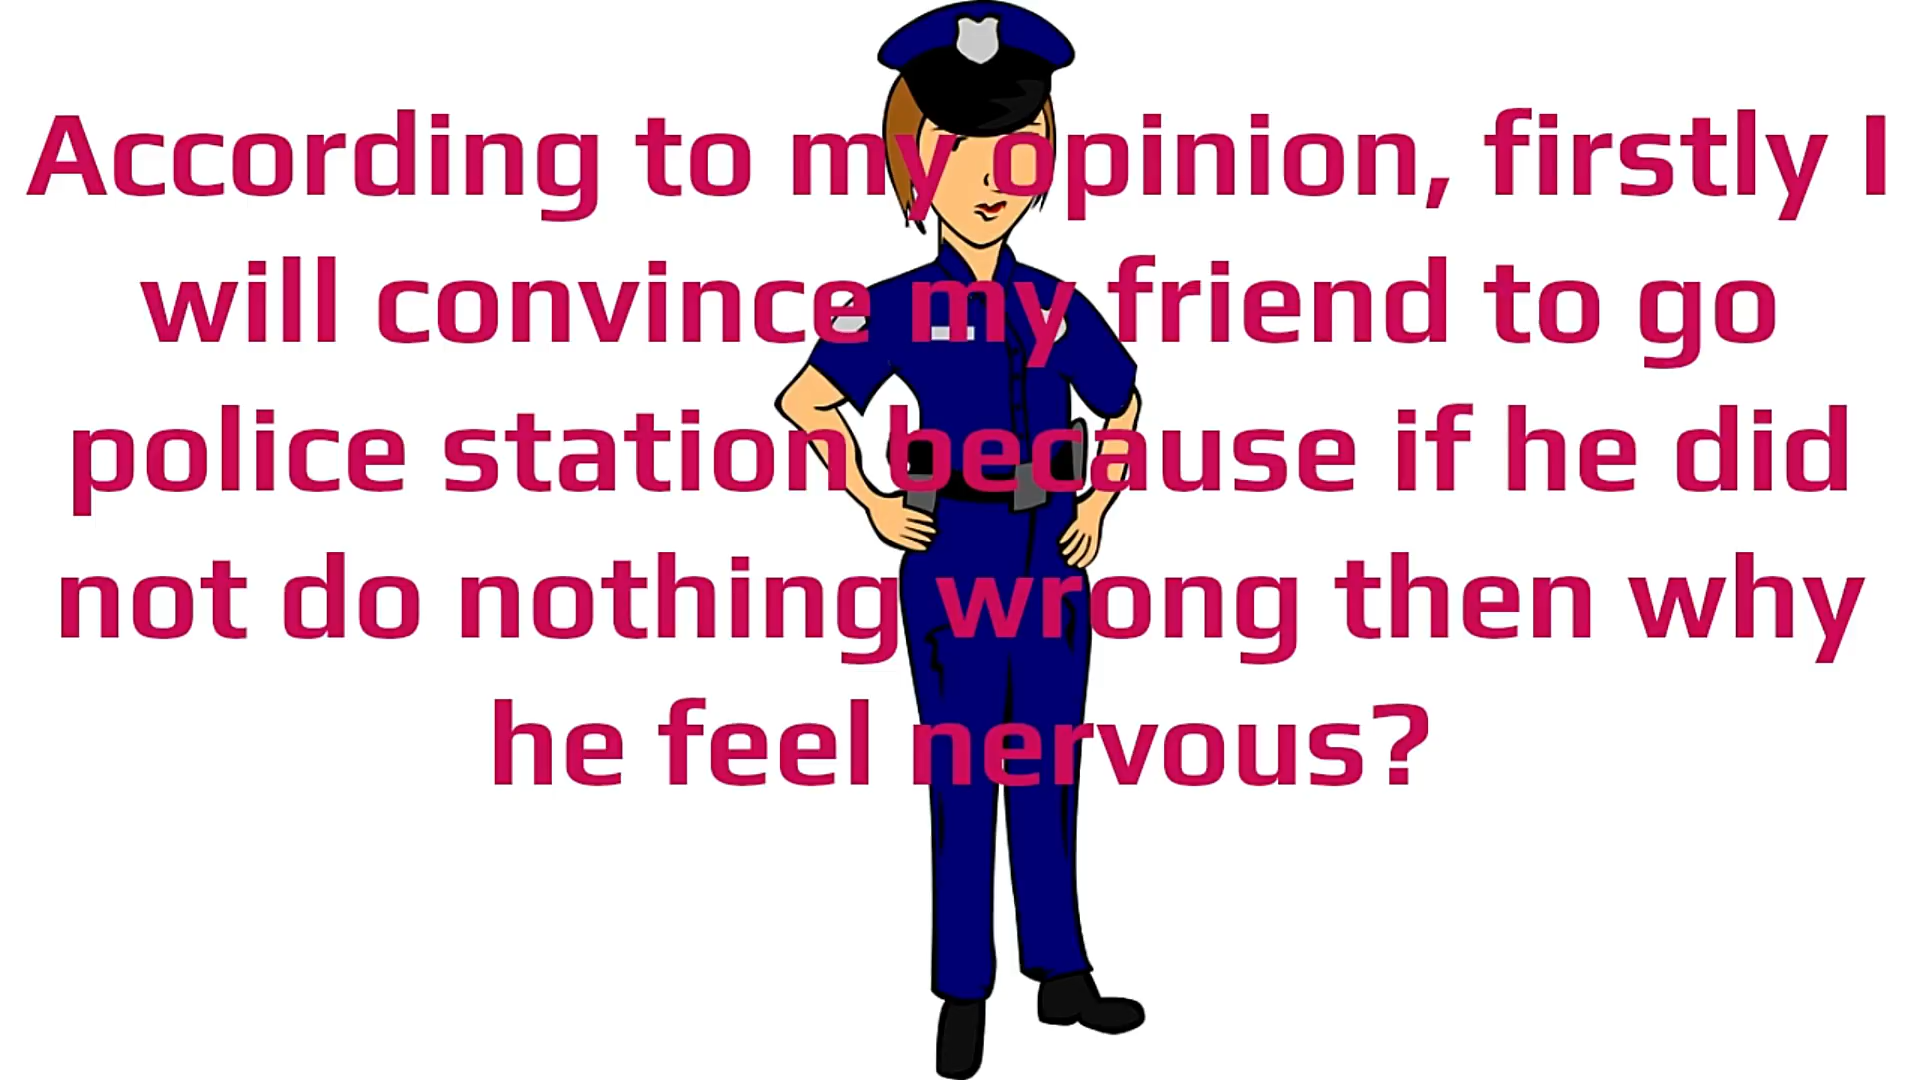 According to my opinion, firstly I
will convince my friend to go
police station because if he did
not do nothing wrong then why
he feel nervous?